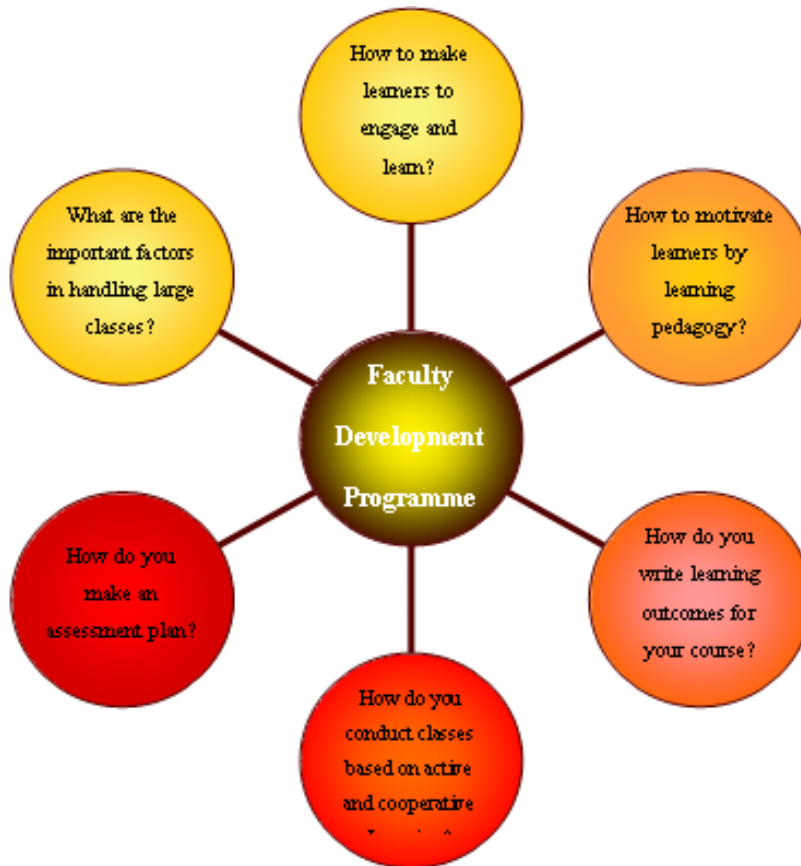 How to make
learners to
engage and
learn?
How to motivate
learners by
learning
pedagogy?
How do you
write learning
outcomes for
your course?
How do you
conduct classes
based on active
and cooperative
How do you
make an
assessment plan?
What are the
important factors
in handling large
classes?
Faculty
Development
Programme